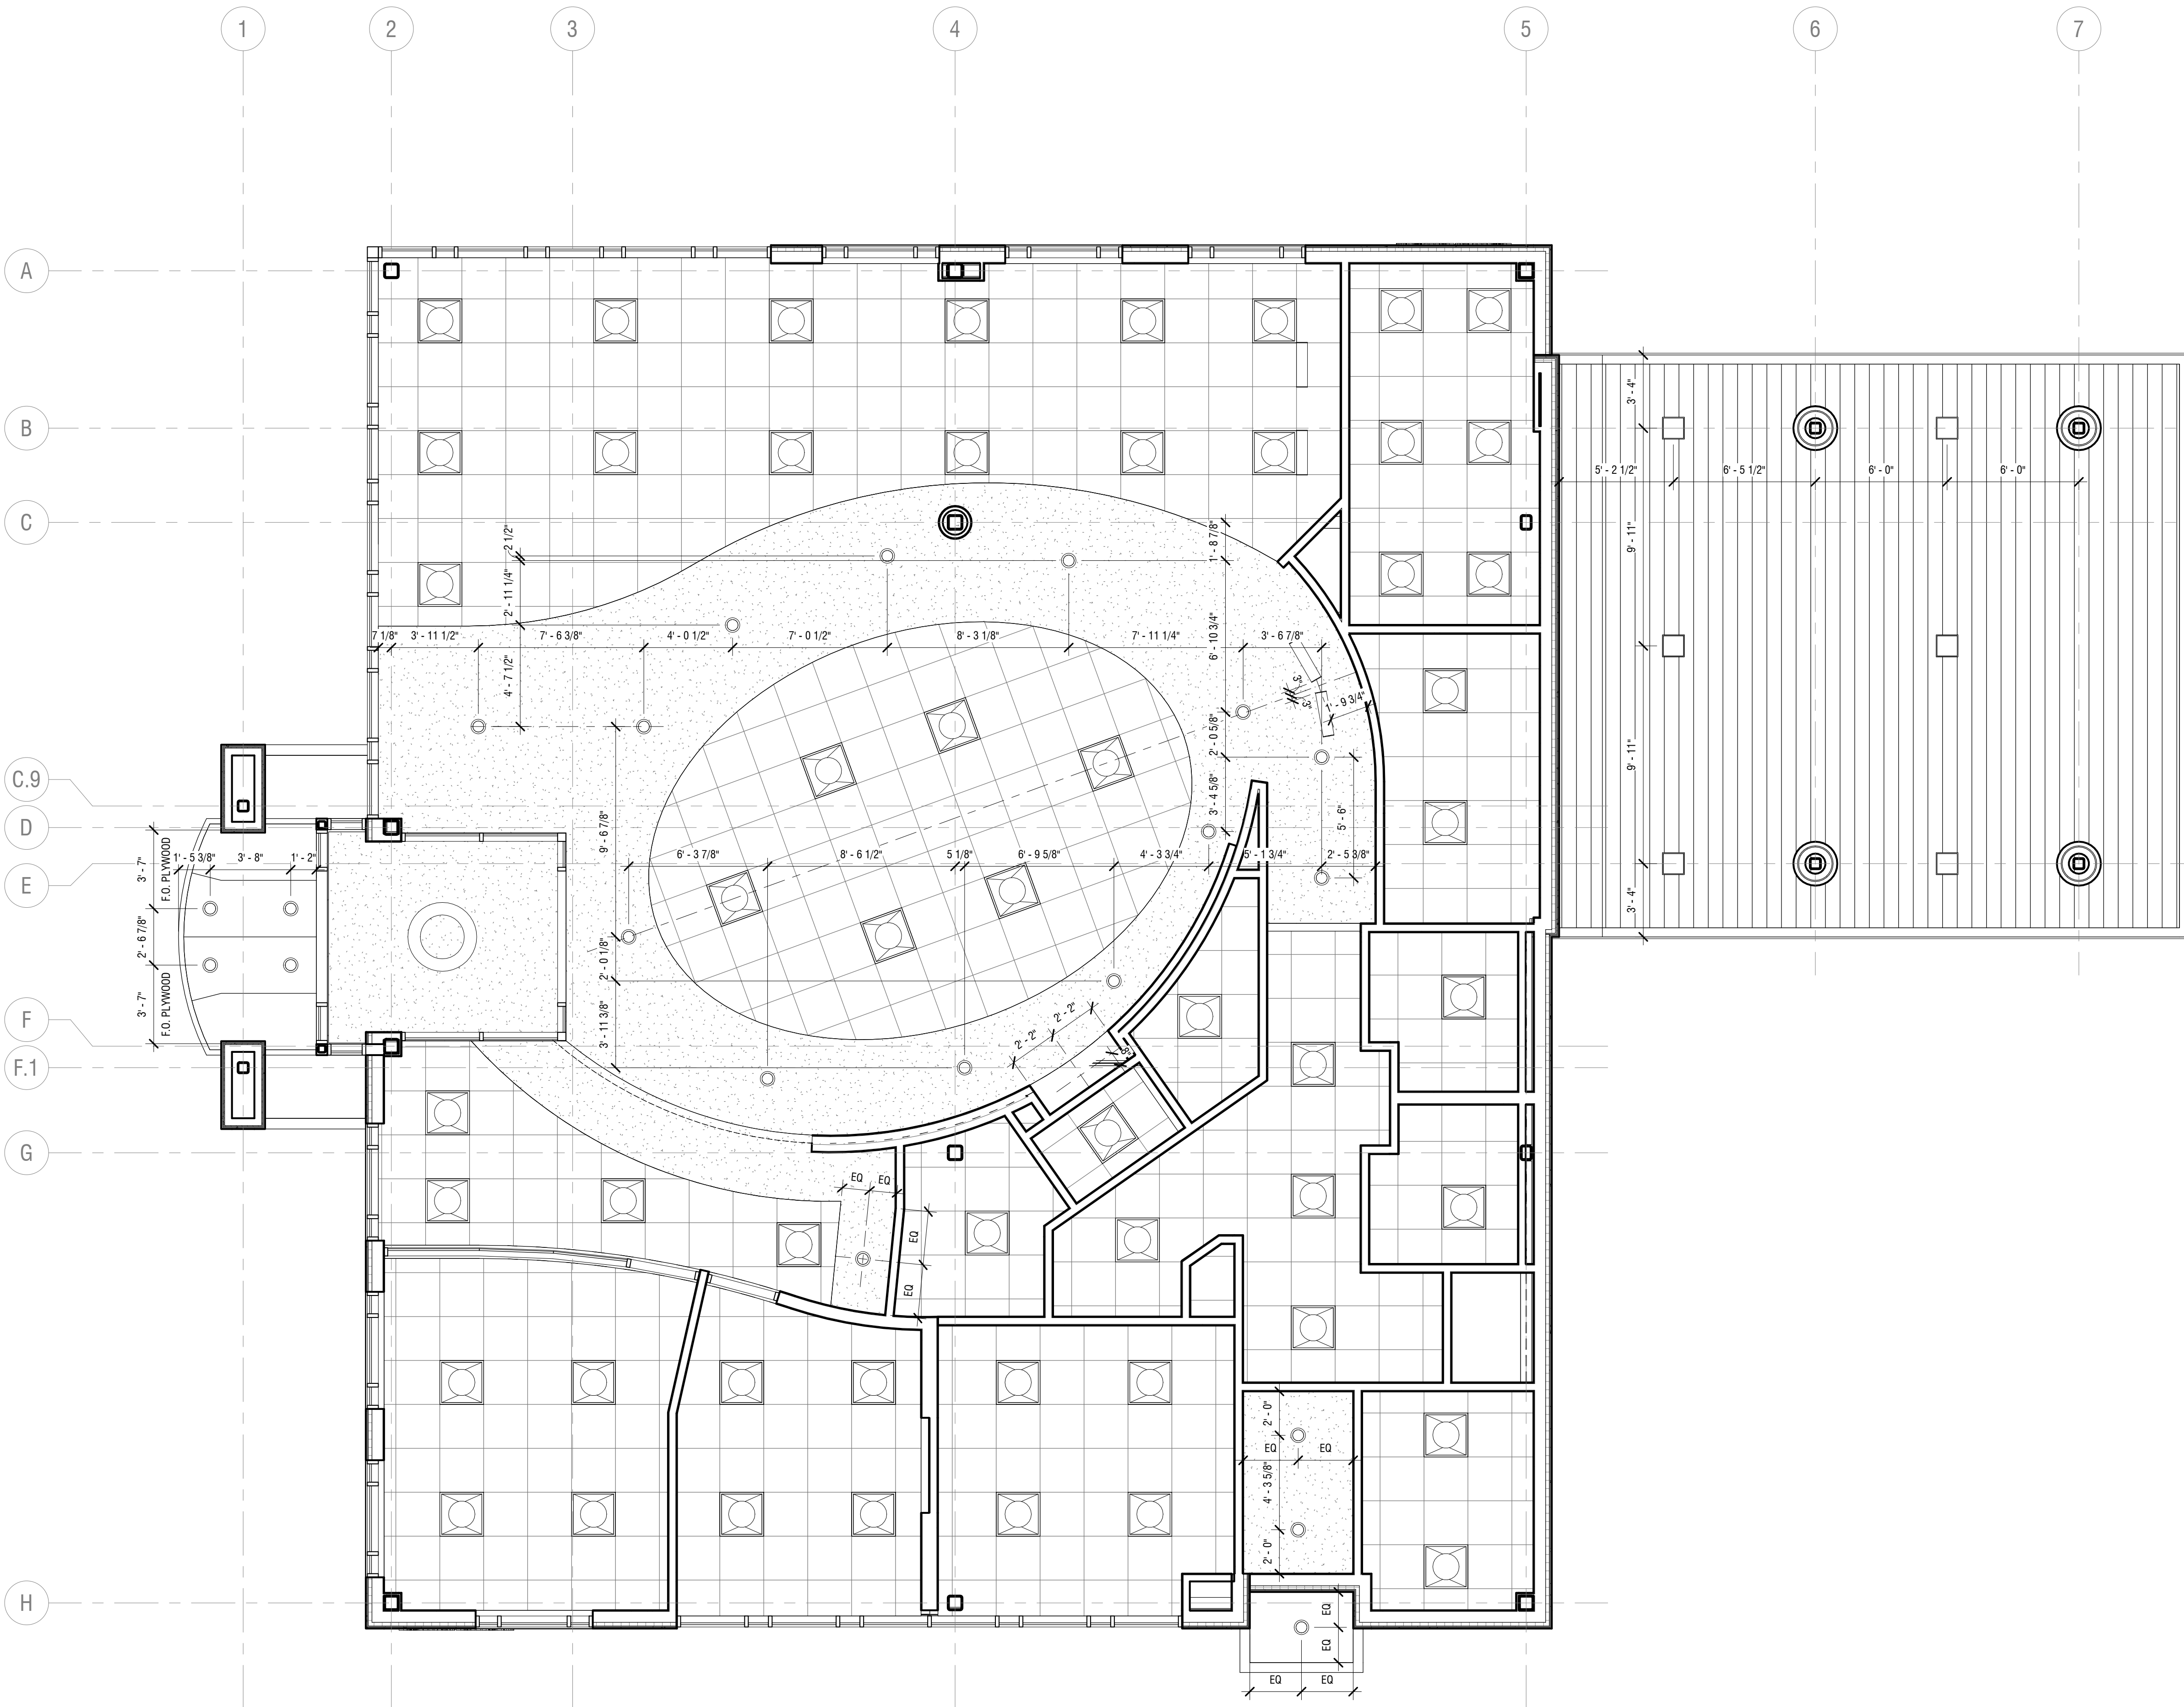 1
2
3
4
5
6
7
A
B
C
C.9
D
E
F
F.1
G
H
2 1/2"
2' - 11 1/4"
4' - 7 1/2"
7 1/8"
3' - 11 1/2"
7' - 6 3/8"
4' - 0 1/2"
7' - 0 1/2"
8' - 3 1/8"
7' - 11 1/4"
3' - 6 7/8"
1' - 8 7/8"
6' - 10 3/4"
2' - 0 5/8"
3' - 4 5/8"
3"
3"
1' - 9 3/4"
5' - 6"
3' - 4"
5' - 2 1/2"
6' - 5 1/2"
6' - 0"
6' - 0"
9' - 11"
9' - 11"
3' - 4"
9' - 6 7/8"
6' - 3 7/8"
8' - 6 1/2"
5 1/8"
6' - 9 5/8"
4' - 3 3/4"
5' - 1 3/4"
2' - 5 3/8"
2' - 0 1/8"
3' - 11 3/8"
1' - 5 3/8"
3' - 8"
1' - 2"
3' - 7"
F.O. PLYWOOD
2' - 6 7/8"
3' - 7"
F.O. PLYWOOD
2' - 2"
2' - 2"
8"
EQ
EQ
EQ
EQ
2' - 0"
EQ
EQ
4' - 3 5/8"
2' - 0"
EQ
EQ
EQ
EQ